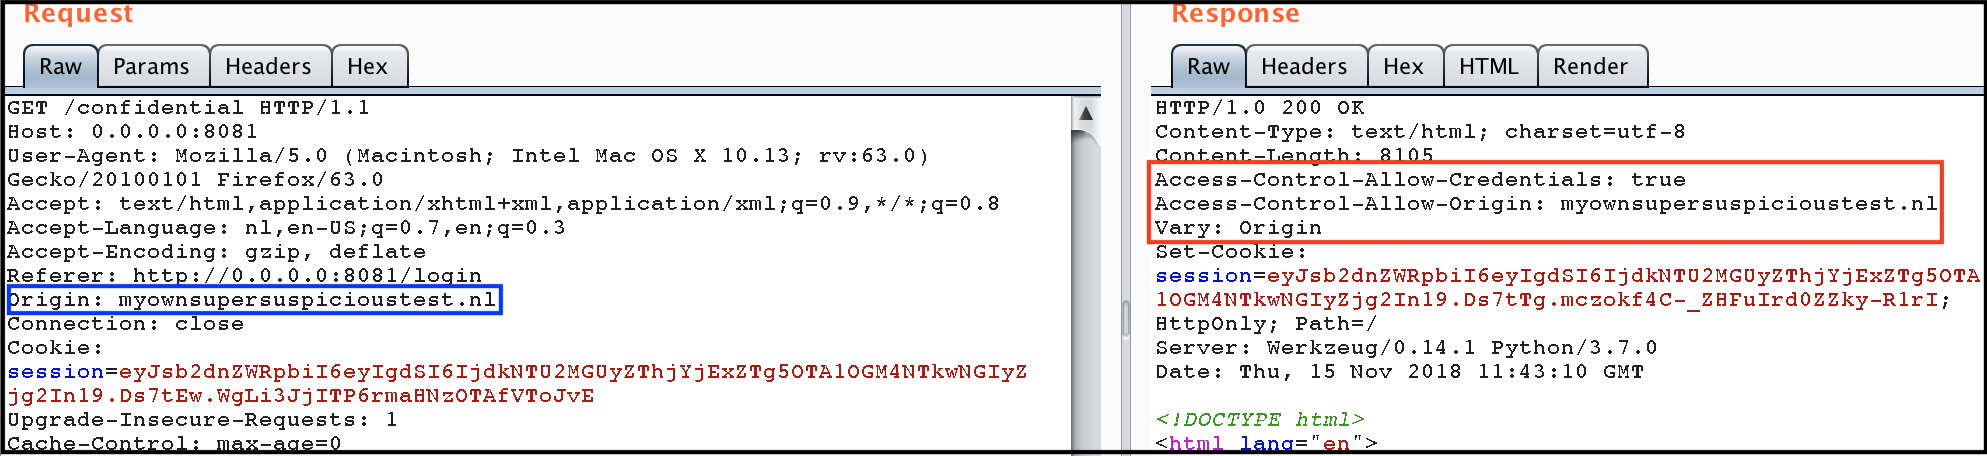 Request
Raw Params Headers Hex
GET /confidential HTTP/1.1
Host: 0.0.0.0:8081
User-Agent: Mozilla/5.0 (Macintosh; Intel Mac OS X 10.13; rv:63.0)
Gecko/20100101 Firefox/63.0
Accept: text/html,application/xhtml+xml,application/xml;q=0.9,*/*;q=0.8
Accept-Language: nl,en-US;q=0.7,en;q=0.3
Accept-Encoding: gzip, deflate
Referer: http://0.0.0.0:8081/login
Origin: myownsupersuspicioustest.nl
Connection: close
Cookie:
session=eyJsb2dnZWRpbiI6eyIgdSI6IjdkNTU2MGUyZThjYjExZTg5OTA1OGM4NTkwNGIyZ
jg2In19.Ds7tEw.WgLi3JjITP6rmaHNzOTAfVToJvE
Upgrade-Insecure-Requests: 1
Cache-Control: max-age=0
Response
Raw Headers Hex HTML Render
HTTP/1.0 200 OK
Content-Type: text/html; charset=utf-8
Content-Length: 8105
Access-Control-Allow-Credentials: true
Access-Control-Allow-Origin: myownsupersuspicioustest.nl
Vary: Origin
Set-Cookie:
session=eyJsb2dnZWRpbiI6eyIgdSI6IjdkNTU2MGUyZThjYjExZTg5OTA
1OGM4NTkwNGIyZjg2In19.Ds7tTg.mczokf4C-_ZHFuIrd0ZZky-R1rI;
HttpOnly; Path=/
Server: Werkzeug/0.14.1 Python/3.7.0
Date: Thu, 15 Nov 2018 11:43:10 GMT
<!DOCTYPE html>
<html lang="en">